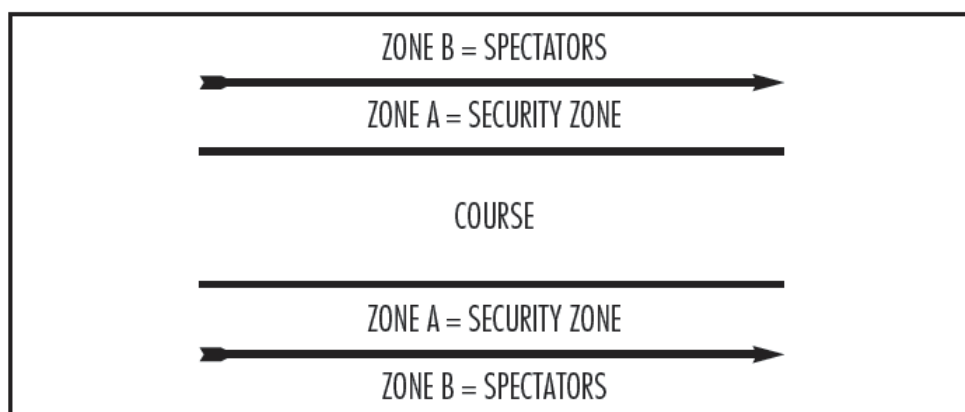 ZONE B = SPECTATORS
ZONE A = SECURITY ZONE
COURSE
ZONE A = SECURITY ZONE
ZONE B = SPECTATORS